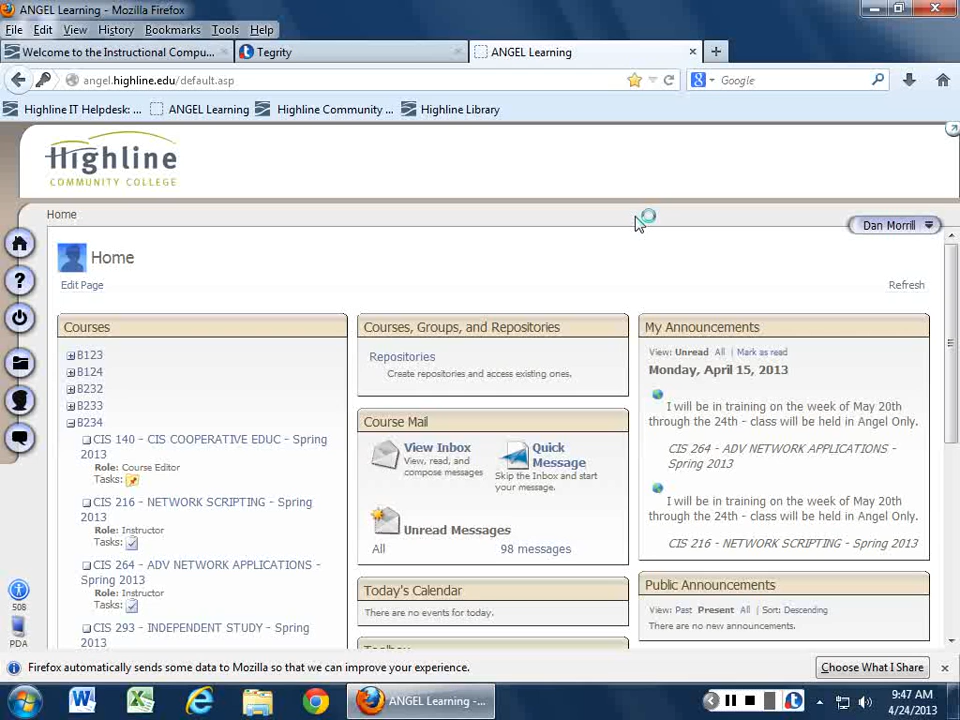 ANGEL Learning - Mozilla Firefox
File Edit View History Bookmarks Tools Help
Welcome to the Instructional Compu...
Tegrity
ANGEL Learning
angel.highline.edu/default.asp
Google
Highline IT Helpdesk: ... ANGEL Learning Highline Community ... Highline Library
Highline
COMMUNITY COLLEGE
Home
Dan Morrill
Home
Edit Page
Refresh
Courses
B123
B124
B232
B233
B234
CIS 140 - CIS COOPERATIVE EDUC - Spring
2013
Role: Course Editor
Tasks:
CIS 216 - NETWORK SCRIPTING - Spring
2013
Role: Instructor
Tasks:
CIS 264 - ADV NETWORK APPLICATIONS -
Spring 2013
Role: Instructor
Tasks:
CIS 293 - INDEPENDENT STUDY - Spring
2013
Courses, Groups, and Repositories
Repositories
Create repositories and access existing ones.
Course Mail
View Inbox
View, read, and
compose messages
Quick
Message
Skip the Inbox and start
your message.
Unread Messages
All 98 messages
Today's Calendar
There are no events for today.
Toolbox
My Announcements
View: Unread All | Mark as read
Monday, April 15, 2013
I will be in training on the week of May 20th
through the 24th - class will be held in Angel Only.
CIS 264 - ADV NETWORK APPLICATIONS -
Spring 2013
I will be in training on the week of May 20th
through the 24th - class will be held in Angel Only.
CIS 216 - NETWORK SCRIPTING - Spring 2013
Public Announcements
View: Past Present All | Sort: Descending
There are no new announcements.
508
PDA
Firefox automatically sends some data to Mozilla so that we can improve your experience.
Choose What I Share
ANGEL Learning -...
9:47 AM
4/24/2013